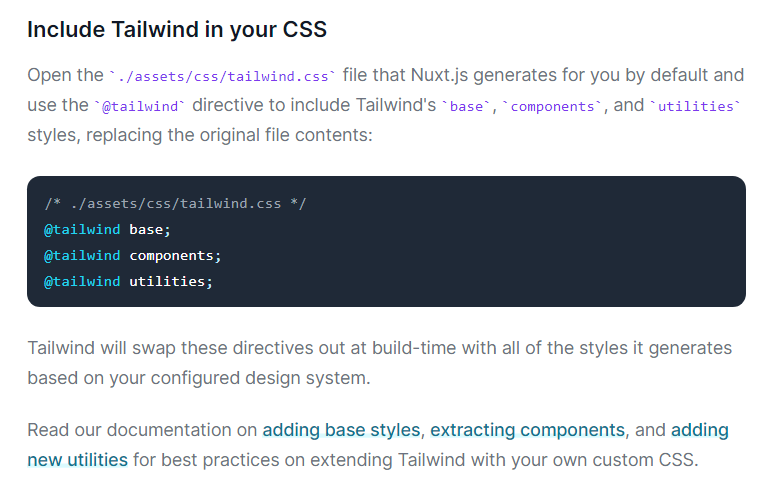 Include Tailwind in your CSS
Open the `./assets/css/tailwind.css` file that Nuxt.js generates for you by default and
use the `@tailwind` directive to include Tailwind's `base`, `components`, and `utilities`
styles, replacing the original file contents:
/* ./assets/css/tailwind.css */
@tailwind base;
@tailwind components;
@tailwind utilities;
Tailwind will swap these directives out at build-time with all of the styles it generates
based on your configured design system.
Read our documentation on adding base styles, extracting components, and adding
new utilities for best practices on extending Tailwind with your own custom CSS.